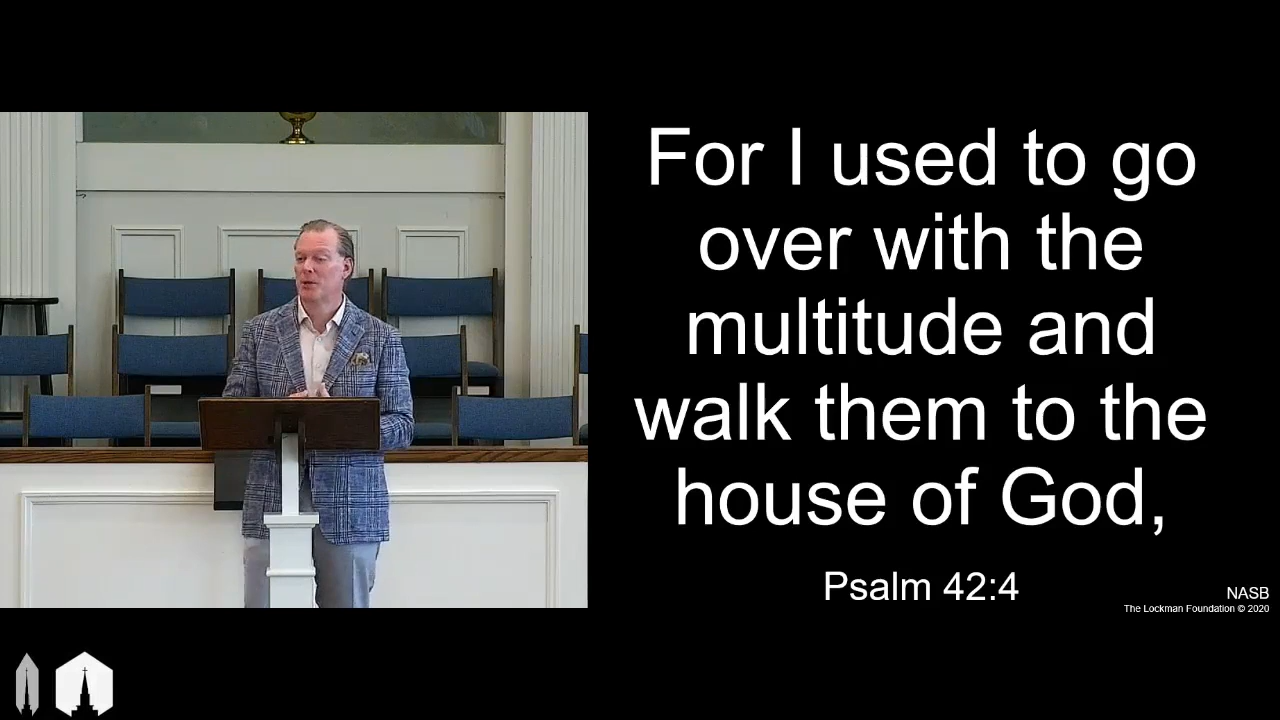 For I used to go
over with the
multitude and
walk them to the
house of God,
Psalm 42:4
NASB
The Lockman Foundation © 2020